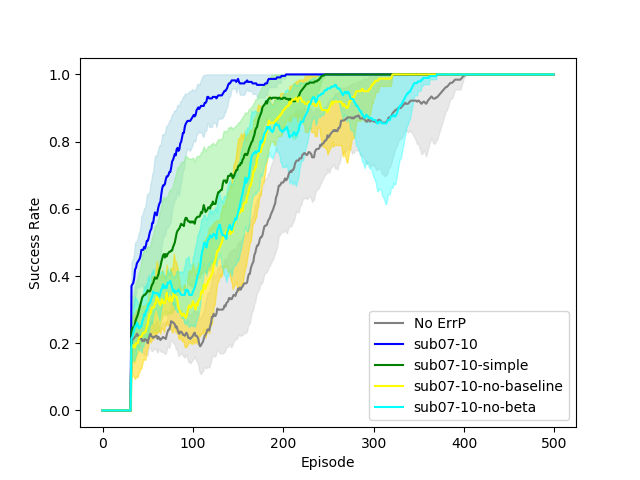 1.0
0.8
0.6
0.4
0.2
0.0
Success Rate
No ErrP
sub07-10
sub07-10-simple
sub07-10-no-baseline
sub07-10-no-beta
0 100 200 300 400 500
Episode